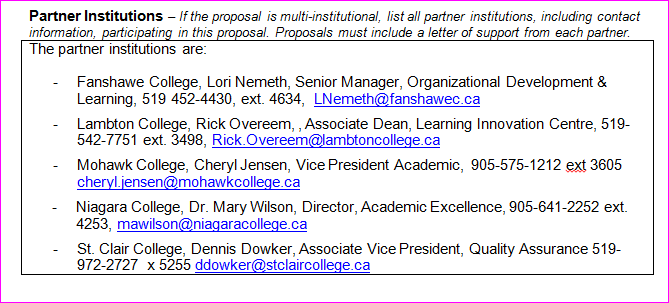 Partner Institutions – If the proposal is multi-institutional, list all partner institutions, including contact
information, participating in this proposal. Proposals must include a letter of support from each partner.
The partner institutions are:
- Fanshawe College, Lori Nemeth, Senior Manager, Organizational Development &
Learning, 519 452-4430, ext. 4634, LNemeth@fanshawec.ca
- Lambton College, Rick Overeem, , Associate Dean, Learning Innovation Centre, 519-
542-7751 ext. 3498, Rick.Overeem@lambtoncollege.ca
- Mohawk College, Cheryl Jensen, Vice President Academic, 905-575-1212 ext 3605
cheryl.jensen@mohawkcollege.ca
- Niagara College, Dr. Mary Wilson, Director, Academic Excellence, 905-641-2252 ext.
4253, mawilson@niagaracollege.ca
- St. Clair College, Dennis Dowker, Associate Vice President, Quality Assurance 519-
972-2727 x 5255 ddowker@stclaircollege.ca